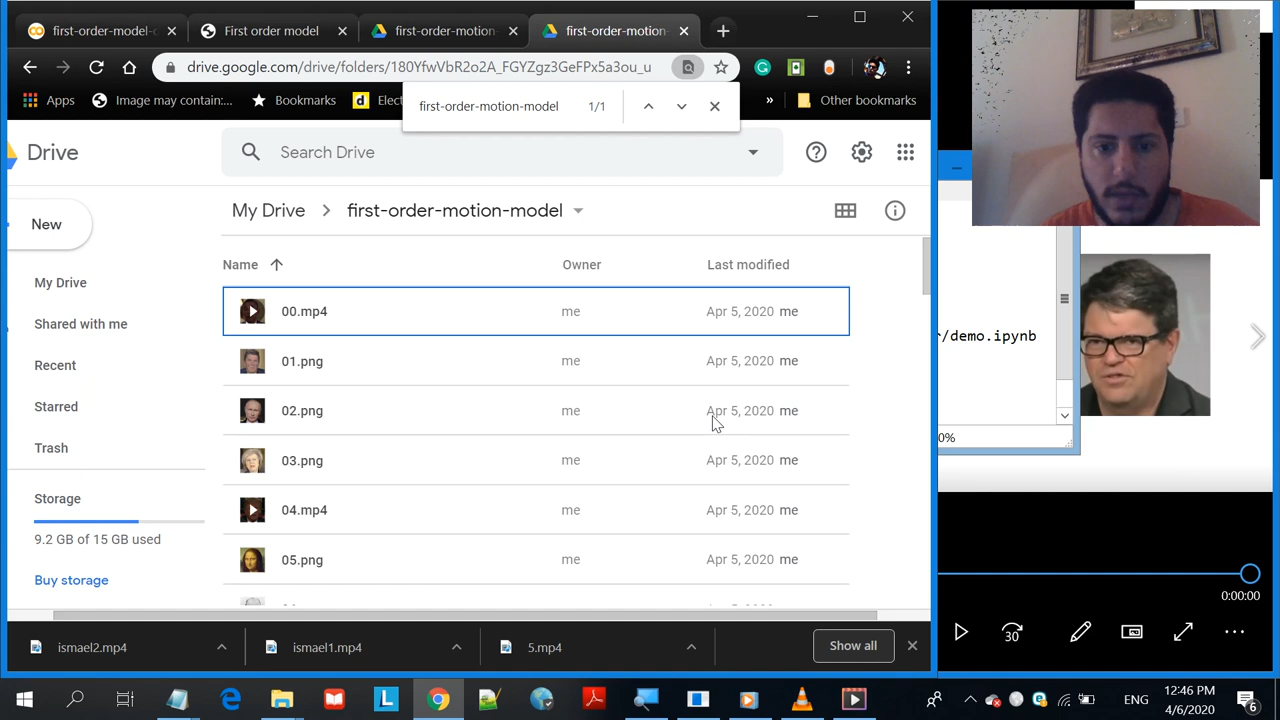 first-order-model-
First order model
first-order-motion-
first-order-motion-
drive.google.com/drive/folders/180YfwVbR2o2A_FGYZgz3GeFPx5a3ou_u
Apps
Image may contain:...
Bookmarks
Elect
»
Other bookmarks
first-order-motion-model 1/1
Drive
Search Drive
New
My Drive
first-order-motion-model
Name
Owner
Last modified
00.mp4 me Apr 5, 2020 me
01.png me Apr 5, 2020 me
02.png me Apr 5, 2020 me
03.png me Apr 5, 2020 me
04.mp4 me Apr 5, 2020 me
05.png me Apr 5, 2020 me
My Drive
Shared with me
Recent
Starred
Trash
Storage
9.2 GB of 15 GB used
Buy storage
r/demo.ipynb
0%
0:00:00
30
ismael2.mp4
ismael1.mp4
5.mp4
Show all
ENG
12:46 PM
4/6/2020
6